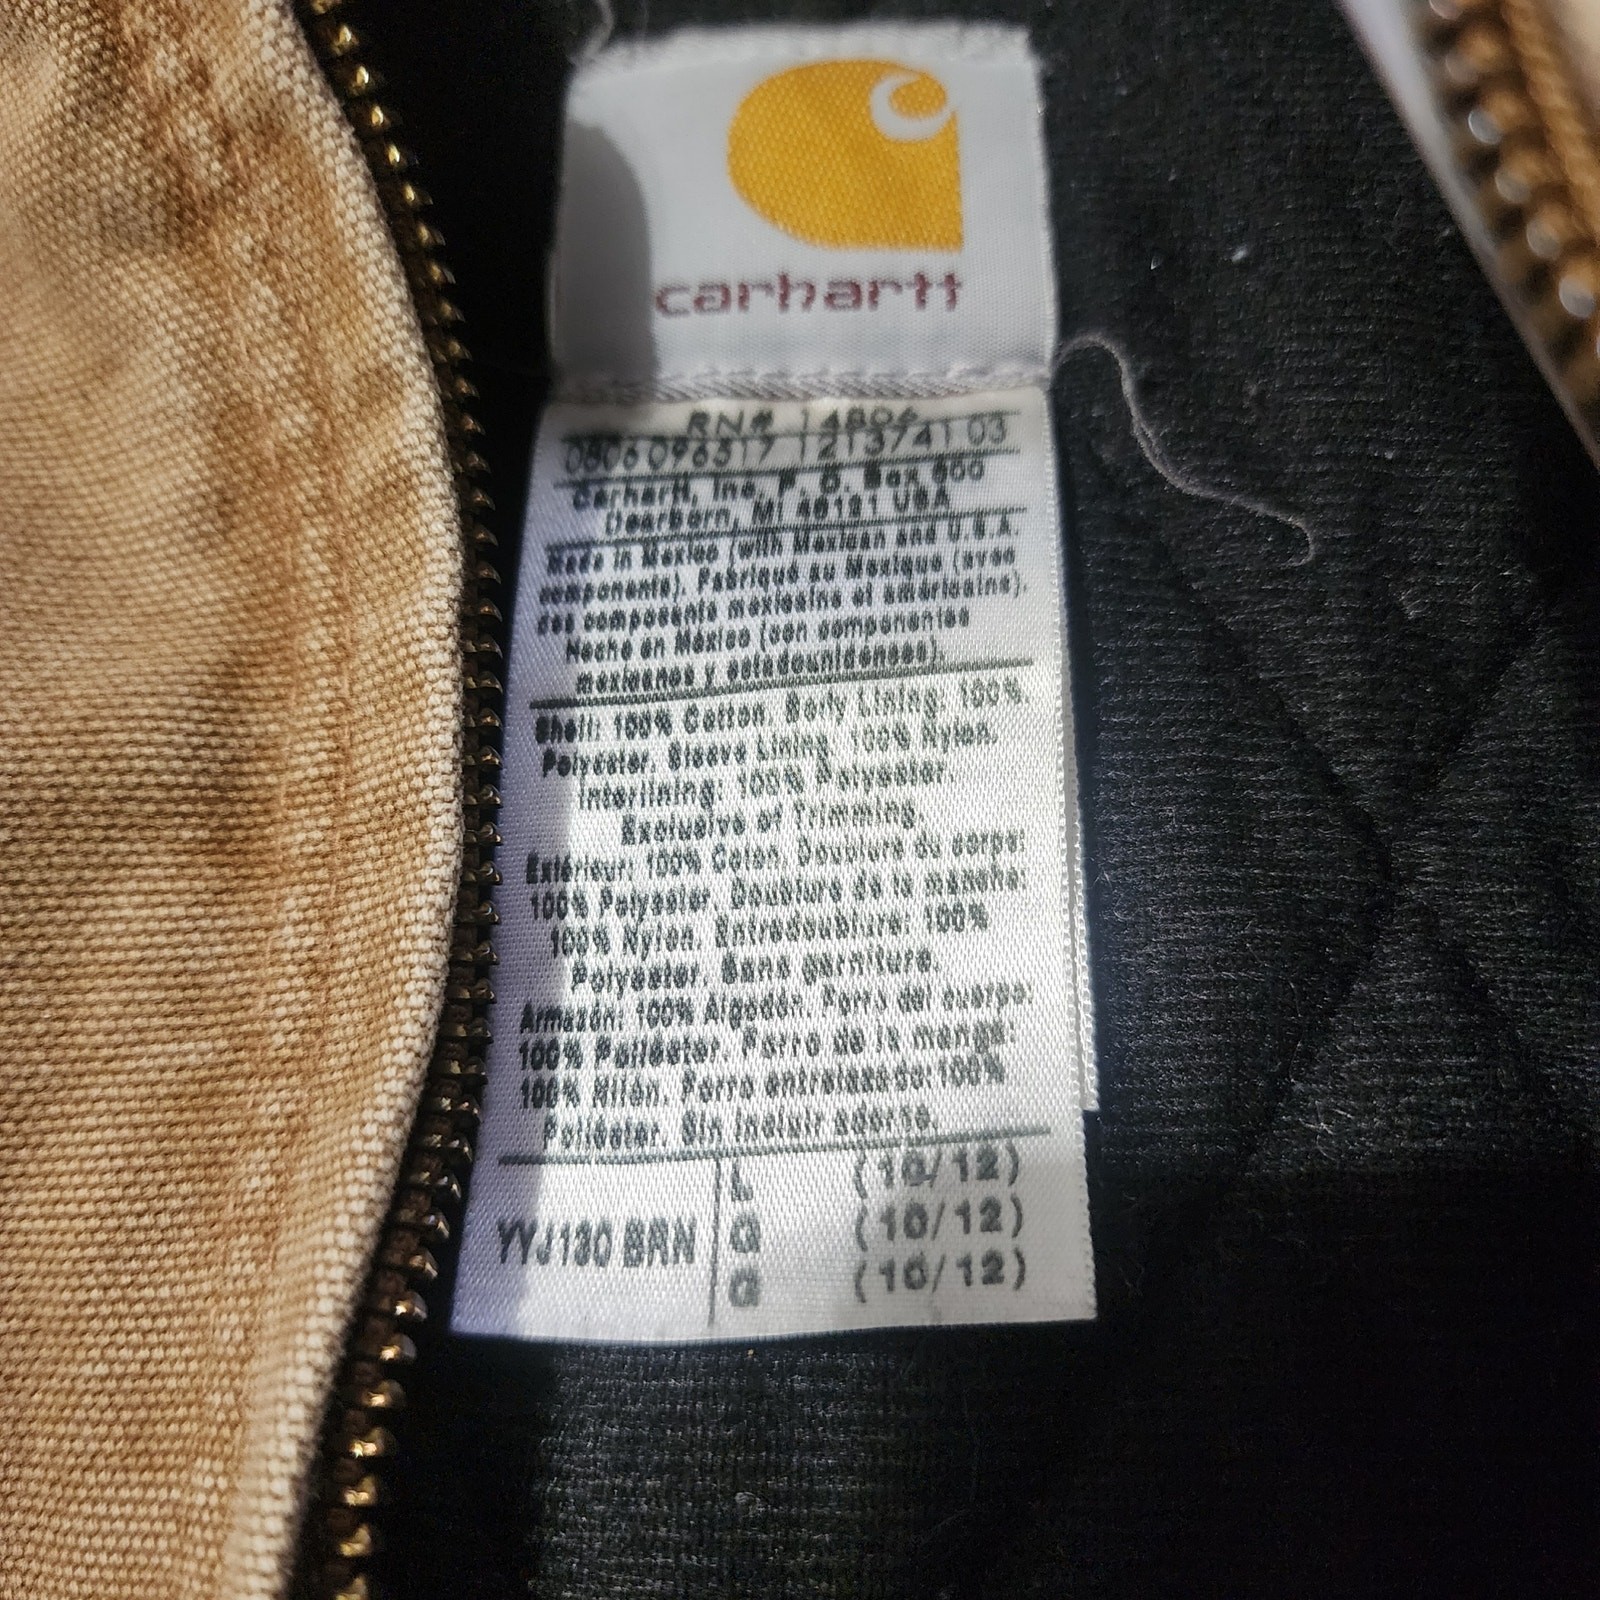 carhartt
RN# 14806
0806 096317 1213741 03
Carhartt, Inc, P. O. Box 600
Dearborn, MI 48121 USA
Made in Mexico (with Mexican and U.S.A.
components). Fabriqué au Mexique (avec
des composants mexicains et américains).
Hecho en México (con componentes
mexicanos y estadounidenses).
Shell: 100% Cotton. Body Lining: 100%
Polyester. Sleeve Lining: 100% Nylon.
Interlining: 100% Polyester.
Exclusive of Trimming
Extérieur: 100% Coton. Doublure du corps:
100% Polyester. Doublure de la manche:
100% Nylon. Entredoublure: 100%
Polyester. Sans garniture.
Armazón: 100% Algodón. Forro del cuerpo:
100% Poliéster. Forro de la manga:
100% Nilón. Forro entrelazado: 100%
Poliéster. Sin incluir adorno.
YYJ130 BRN
L (10/12)
G (10/12)
G (10/12)